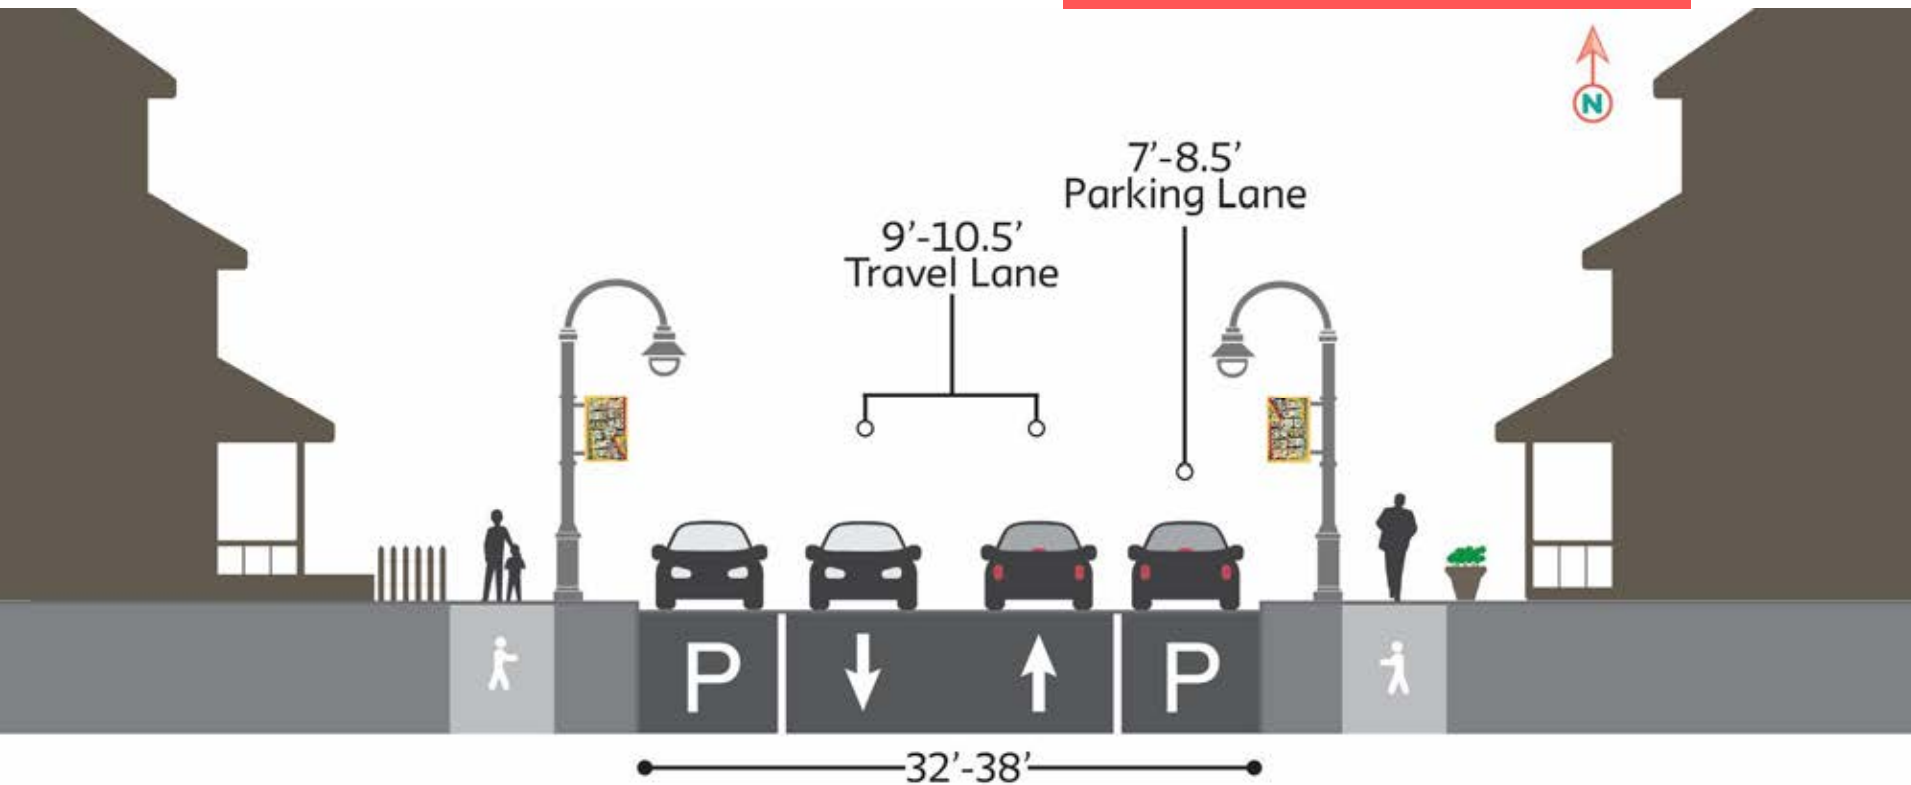 N
7’-8.5’
Parking Lane
9’-10.5’
Travel Lane
P
P
32’-38’